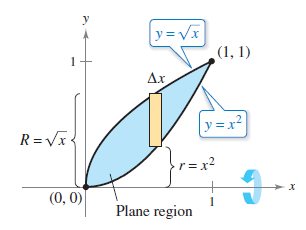 y
y = √x
(1, 1)
1
Δx
y = x²
R = √x
r = x²
x
(0, 0)
1
Plane region